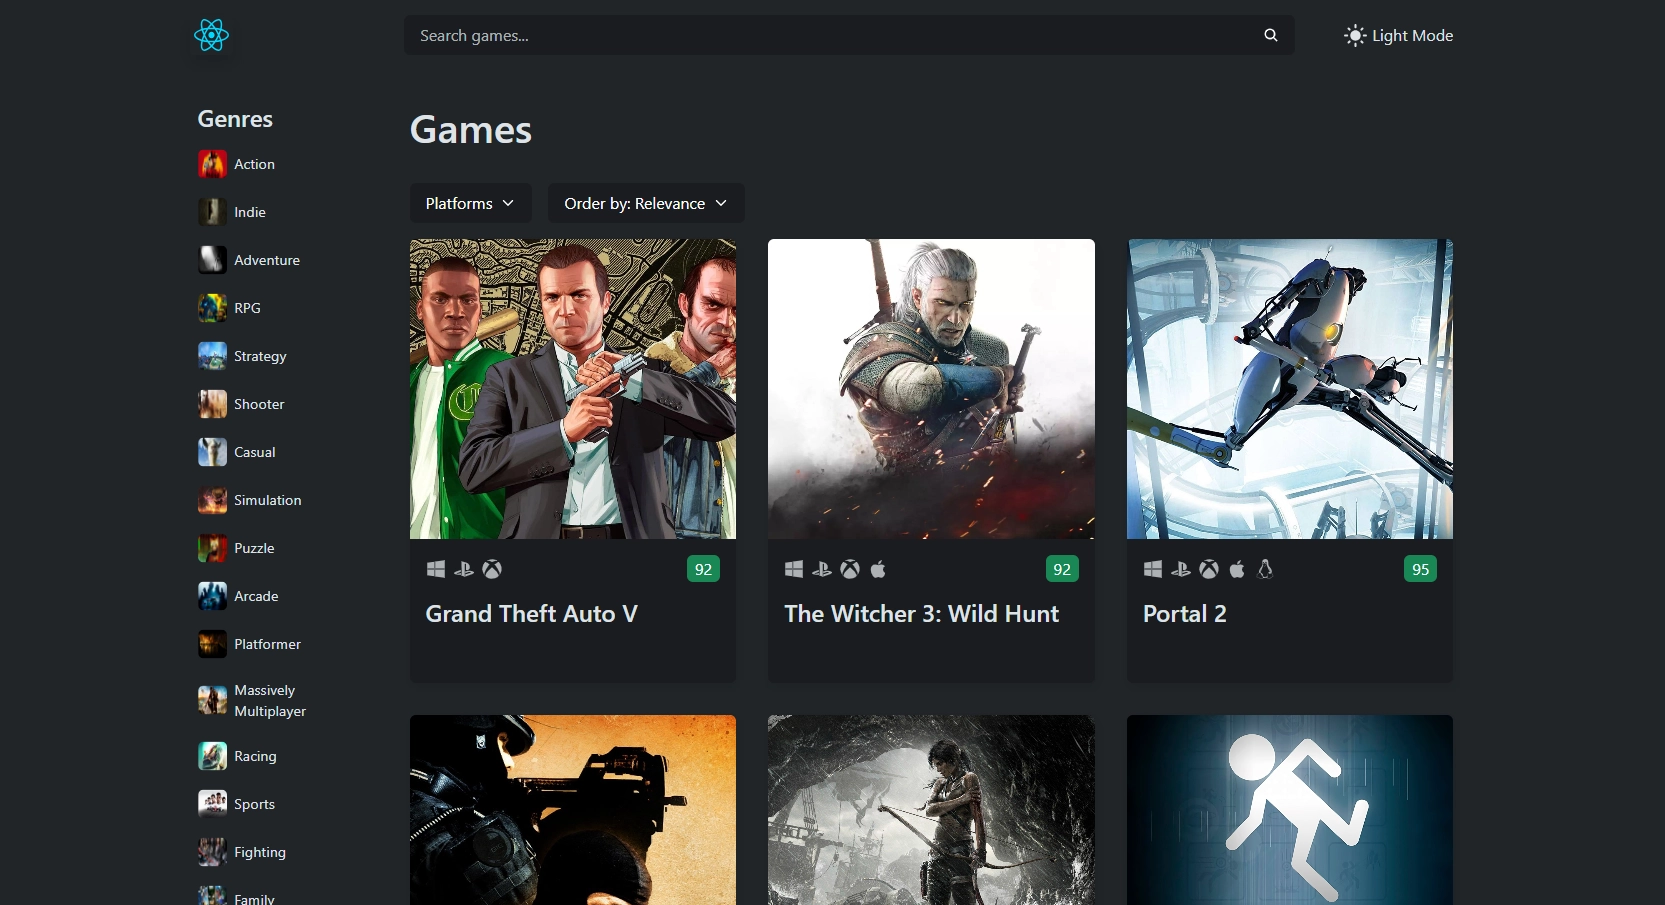 Search games...
Light Mode
Genres
Action
Indie
Adventure
RPG
Strategy
Shooter
Casual
Simulation
Puzzle
Arcade
Platformer
Massively
Multiplayer
Racing
Sports
Fighting
Family
Games
Platforms
Order by: Relevance
92
Grand Theft Auto V
92
The Witcher 3: Wild Hunt
95
Portal 2